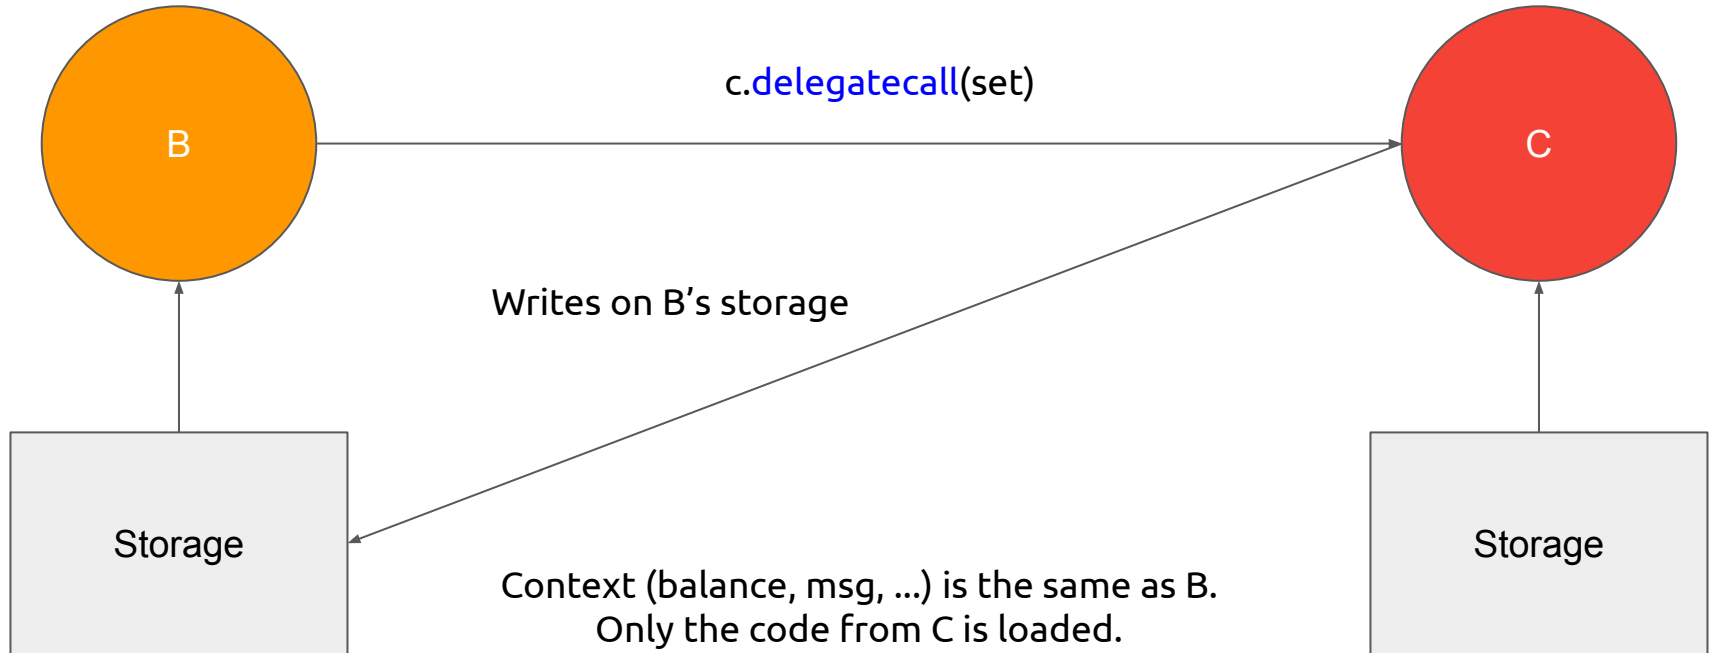 c.delegatecall(set)
B
C
Writes on B’s storage
Storage
Storage
Context (balance, msg, ...) is the same as B.
Only the code from C is loaded.